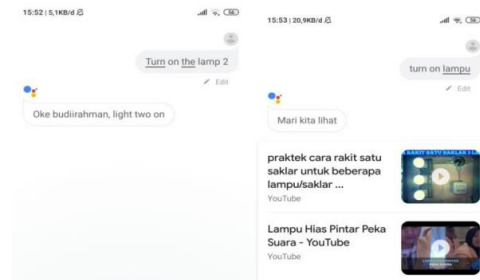 15:52 | 5,1KB/d
56
Turn on the lamp 2
Edit
Oke budiirahman, light two on
15:53 | 20,9KB/d
56
turn on lampu
Edit
Mari kita lihat
praktek cara rakit satu
saklar untuk beberapa
lampu/saklar ...
YouTube
Lampu Hias Pintar Peka
Suara - YouTube
YouTube